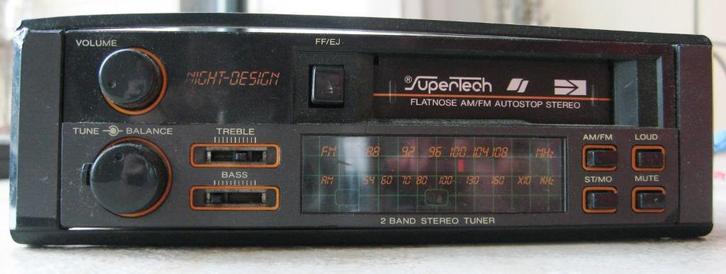 VOLUME
FF/EJ
NIGHT-DESIGN
®SuperTech
FLATNOSE AM/FM AUTOSTOP STEREO
TUNE BALANCE
TREBLE
BASS
FM 88 92 96 100 104 108 MHz
AM 54 60 70 80 100 130 160 X10 KHz
2 BAND STEREO TUNER
AM/FM LOUD
ST/MO MUTE